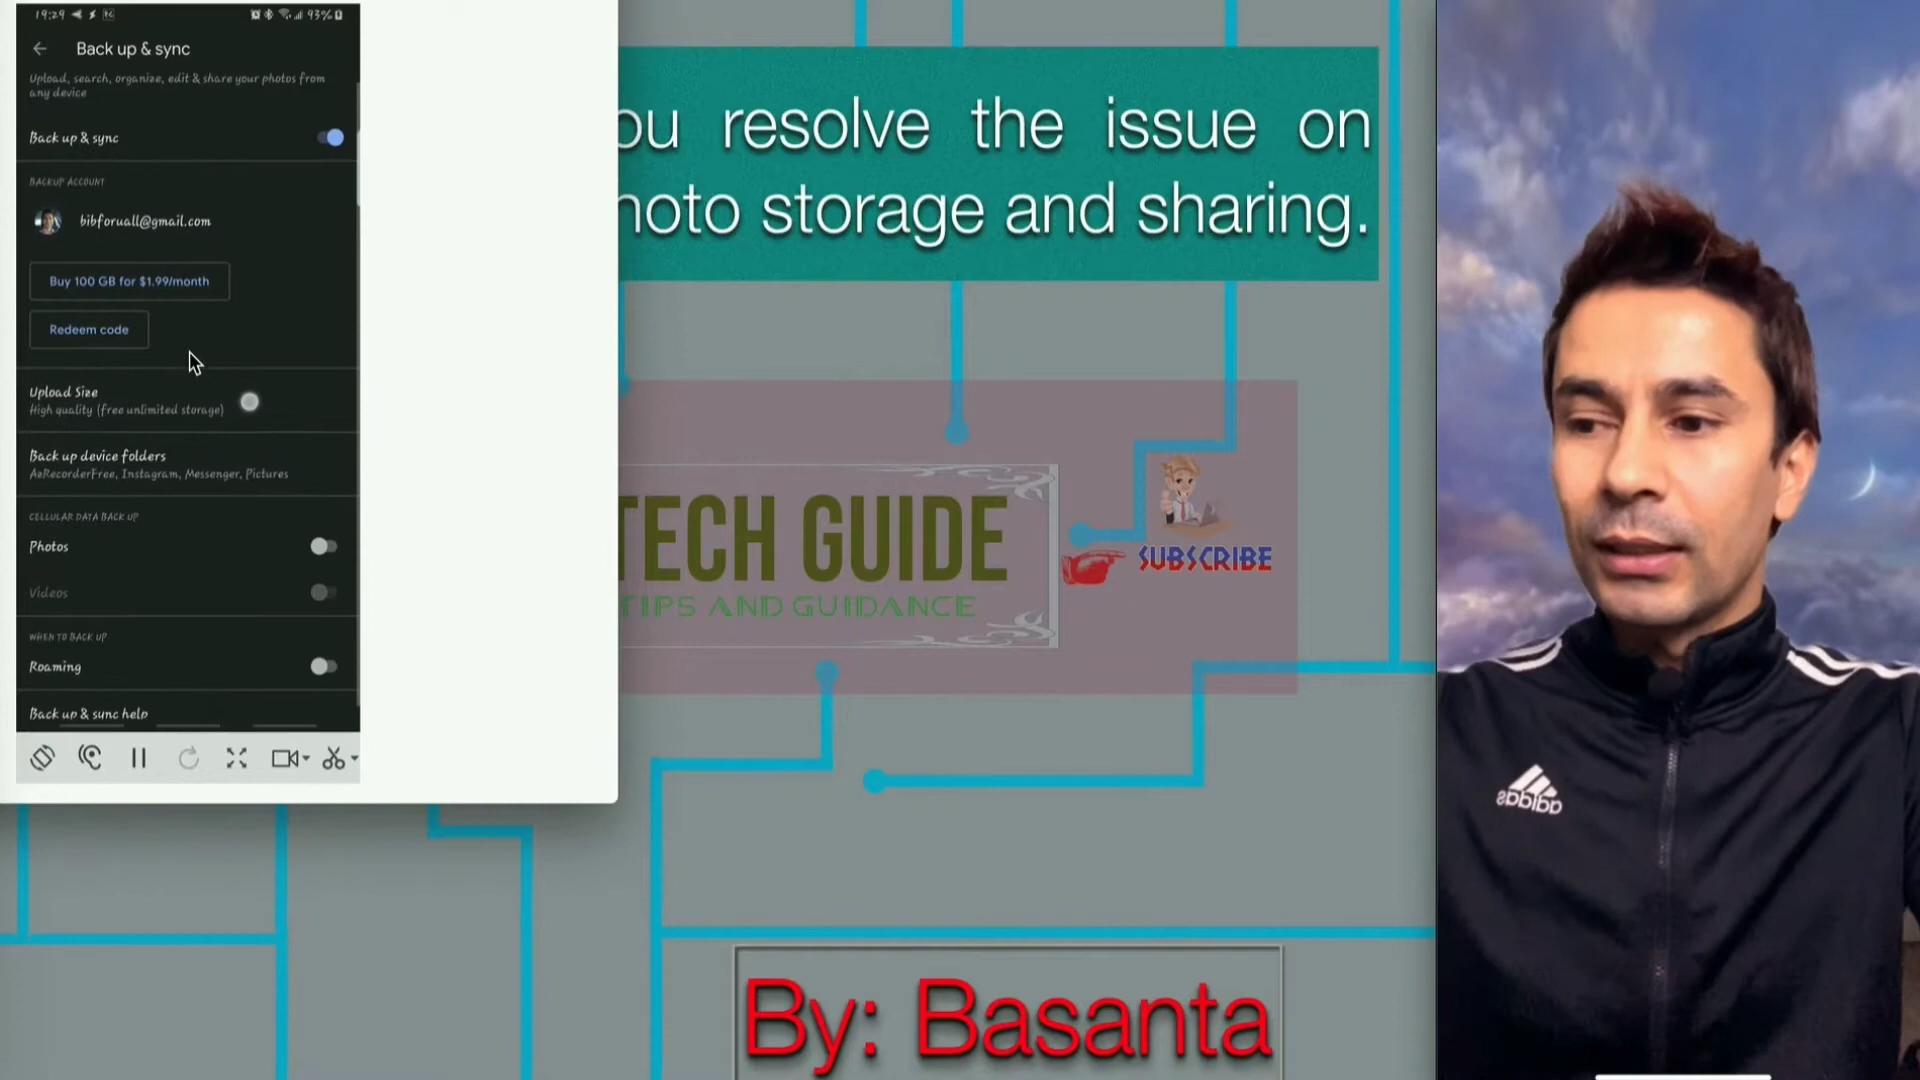 19:29
93%
Back up & sync
Upload, search, organize, edit & share your photos from
any device
Back up & sync
BACKUP ACCOUNT
bibforuall@gmail.com
Buy 100 GB for $1.99/month
Redeem code
Upload Size
High quality (free unlimited storage)
Back up device folders
AzRecorderFree, Instagram, Messenger, Pictures
CELLULAR DATA BACK UP
Photos
Videos
WHEN TO BACK UP
Roaming
Back up & sync help
ou resolve the issue on
hoto storage and sharing.
TECH GUIDE
TIPS AND GUIDANCE
SUBSCRIBE
By: Basanta
adidas